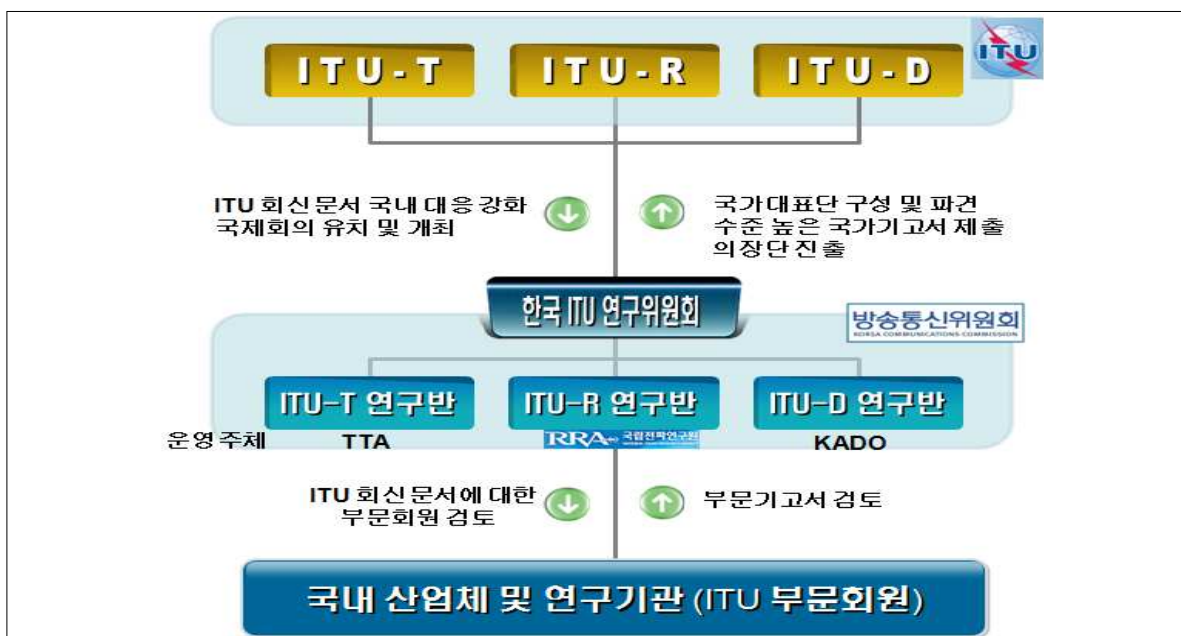 ITU-T
ITU-R
ITU-D
ITU
ITU 회신문서 국내 대응 강화
국제회의 유치 및 개최
국가대표단 구성 및 파견
수준 높은 국가기고서 제출
의장단 진출
한국 ITU 연구위원회
방송통신위원회
KOREA COMMUNICATIONS COMMISSION
ITU-T 연구반
ITU-R 연구반
ITU-D 연구반
운영 주체
TTA
RRA 국립전파연구원
KADO
ITU 회신문서에 대한
부문회원 검토
부문기고서 검토
국내 산업체 및 연구기관 (ITU 부문회원)